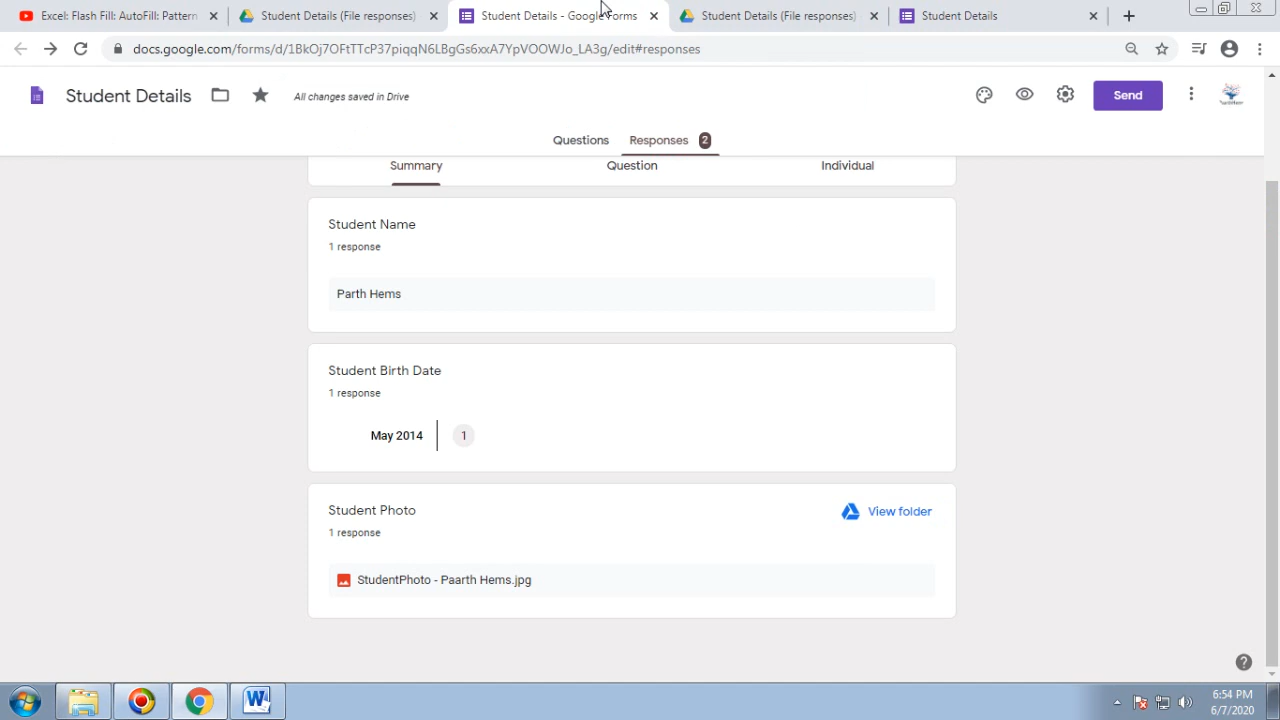 Excel: Flash Fill: AutoFill: Pattern
Student Details (File responses)
Student Details - Google Forms
Student Details (File responses)
Student Details
docs.google.com/forms/d/1BkOj7OFtTTcP37piqqN6LBgGs6xxA7YpVOOWJo_LA3g/edit#responses
Student Details
All changes saved in Drive
Send
Questions
Responses 2
Summary
Question
Individual
Student Name
1 response
Parth Hems
Student Birth Date
1 response
May 2014
1
Student Photo
View folder
1 response
StudentPhoto - Paarth Hems.jpg
6:54 PM
6/7/2020